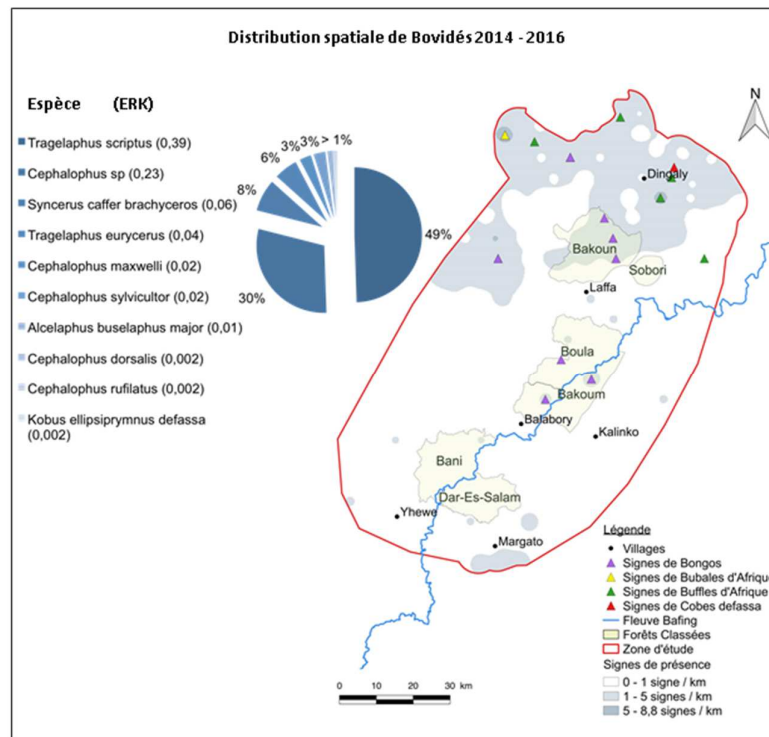 Distribution spatiale de Bovidés 2014 - 2016
Espèce (ERK)
Tragelaphus scriptus (0,39)
Cephalophus sp (0,23)
Syncerus caffer brachyceros (0,06)
Tragelaphus eurycerus (0,04)
Cephalophus maxwelli (0,02)
Cephalophus sylvicultor (0,02)
Alcelaphus buselaphus major (0,01)
Cephalophus dorsalis (0,002)
Cephalophus rufilatus (0,002)
Kobus ellipsiprymnus defassa
(0,002)
49%
30%
8%
6%
3%
3%
> 1%
N
Dingaly
Bakoun
Sobori
Laffa
Boula
Bakoum
Balabory
Kalinko
Bani
Dar-Es-Salam
Yhewe
Margato
Légende
Villages
Signes de Bongos
Signes de Bubales d'Afrique
Signes de Buffles d'Afrique
Signes de Cobes defassa
Fleuve Bafing
Forêts Classées
Zone d'étude
Signes de présence
0 - 1 signe / km
1 - 5 signes / km
5 - 8,8 signes / km
0 10 20 30 km